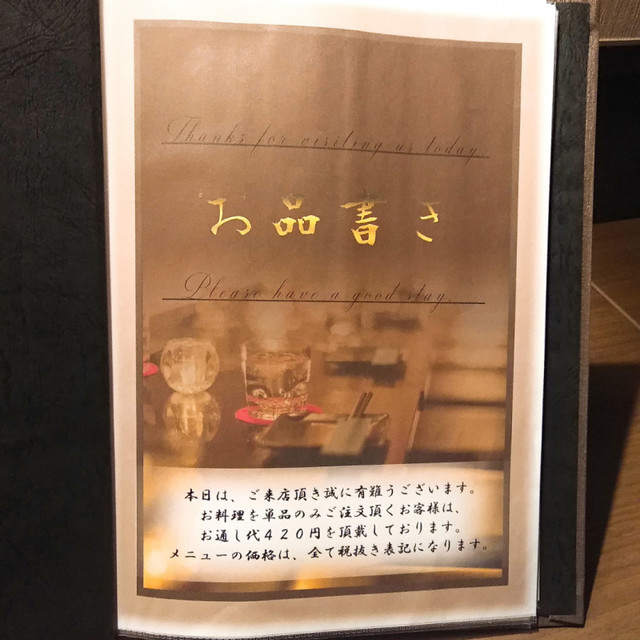 Thanks for visiting us today.
お品書き
Please have a good stay.
本日は、ご来店頂き誠に有難うございます。
お料理を単品のみご注文頂くお客様は、
お通し代420円を頂戴しております。
メニューの価格は、全て税抜き表記になります。